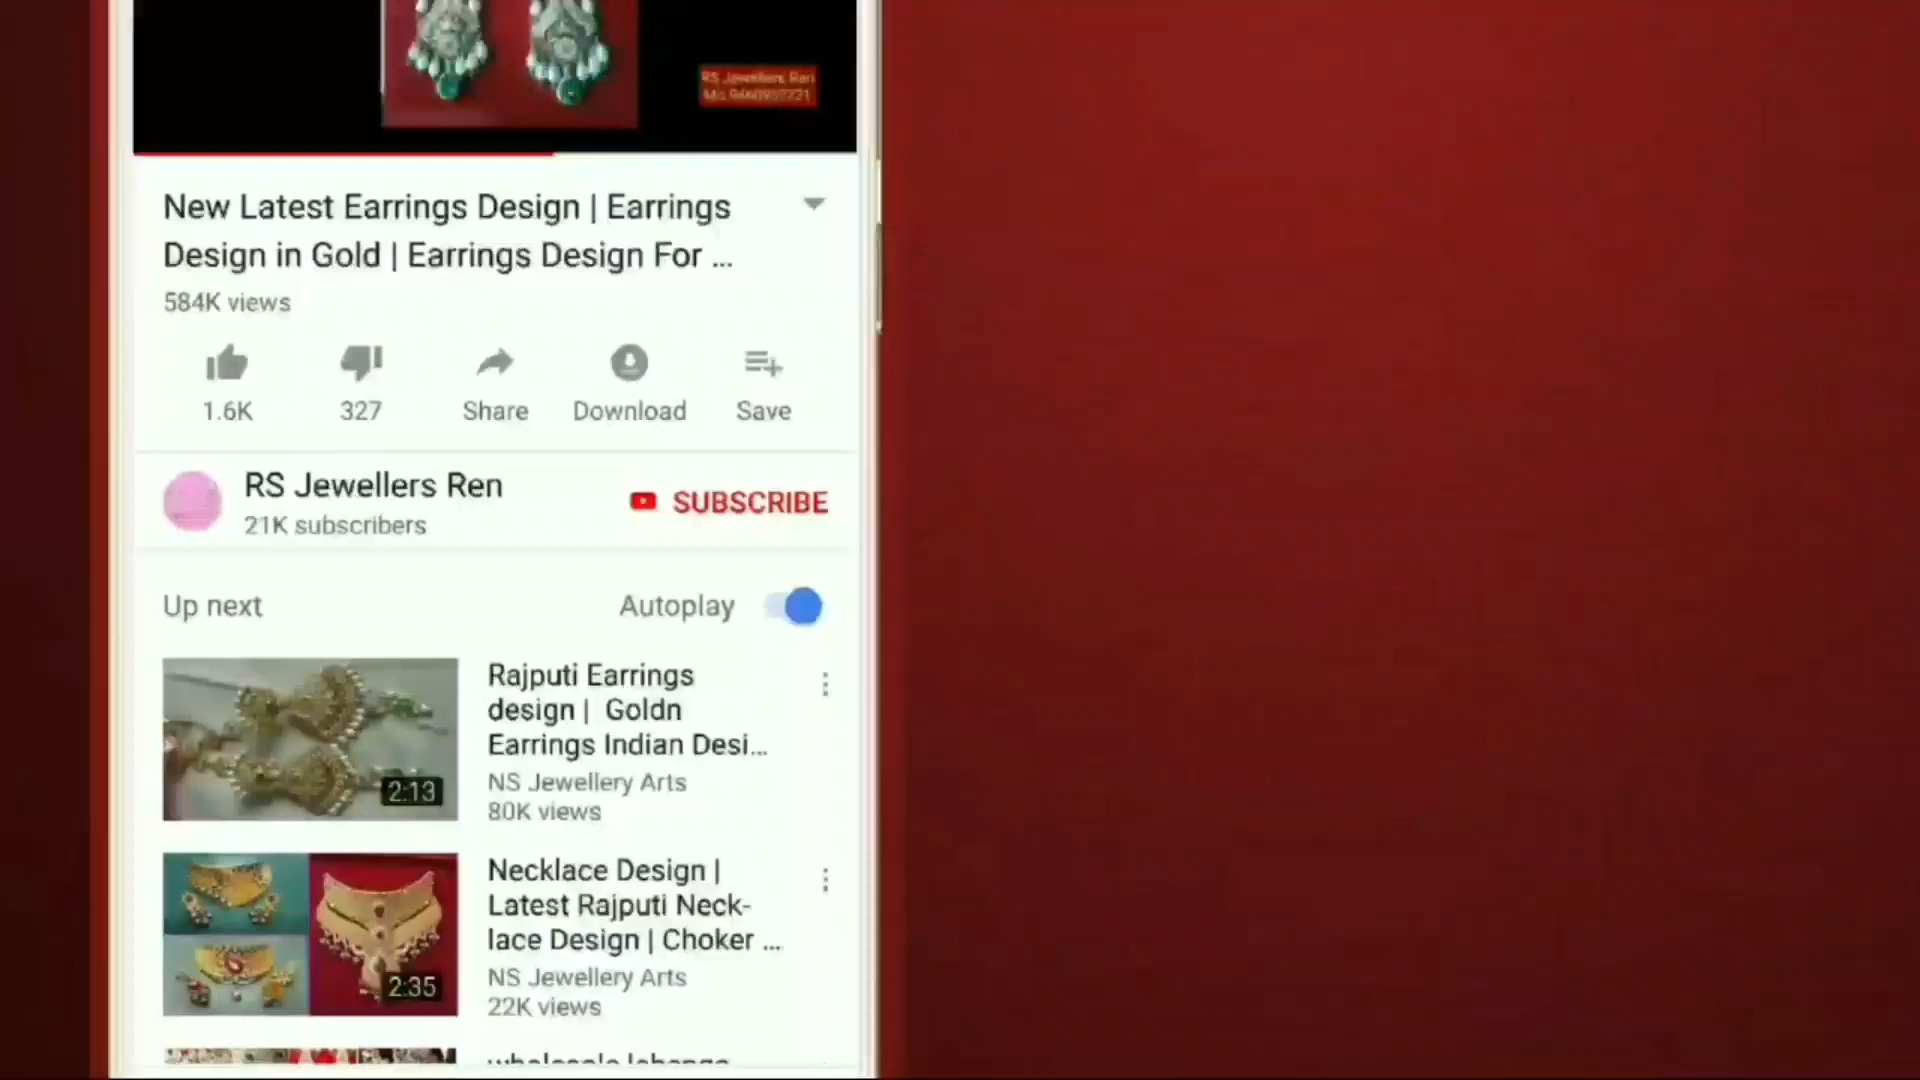 RS Jewellers Ren
New Latest Earrings Design | Earrings
Design in Gold | Earrings Design For ...
584K views
1.6K
327
Share
Download
Save
RS Jewellers Ren
21K subscribers
SUBSCRIBE
Up next
Autoplay
Rajputi Earrings
design | Goldn
Earrings Indian Desi...
NS Jewellery Arts
80K views
2:13
Necklace Design |
Latest Rajputi Neck-
lace Design | Choker ...
NS Jewellery Arts
22K views
2:35